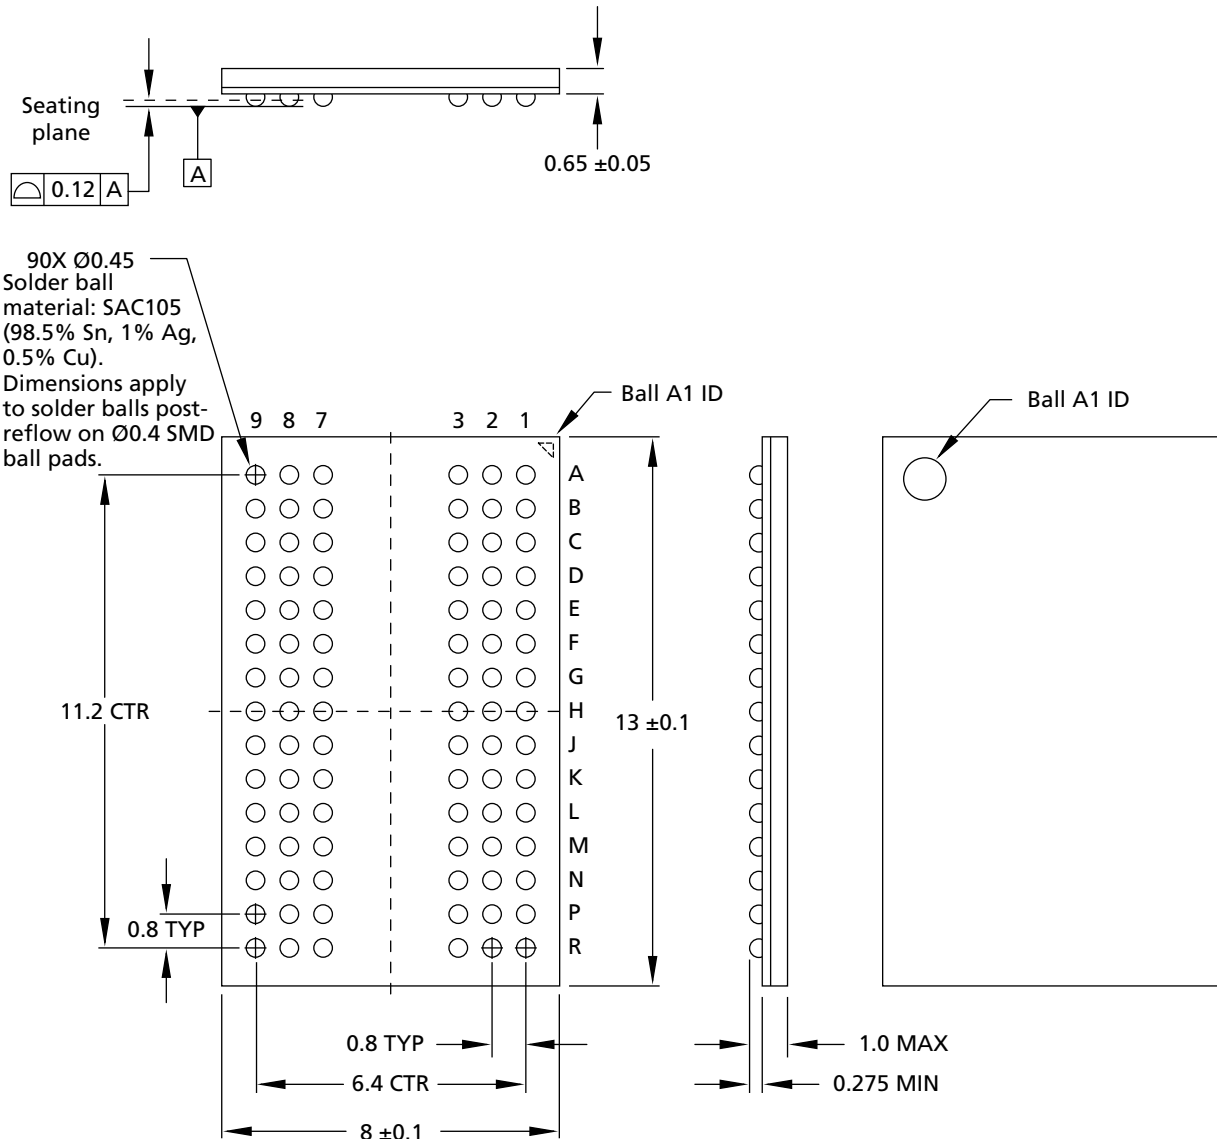 Seating
plane
A
0.12 A
0.65 ±0.05
90X Ø0.45
Solder ball
material: SAC105
(98.5% Sn, 1% Ag,
0.5% Cu).
Dimensions apply
to solder balls post-
reflow on Ø0.4 SMD
ball pads.
Ball A1 ID
Ball A1 ID
9 8 7 3 2 1
A
B
C
D
E
F
G
H
J
K
L
M
N
P
R
11.2 CTR
13 ±0.1
0.8 TYP
0.8 TYP
1.0 MAX
6.4 CTR
0.275 MIN
8 ±0.1